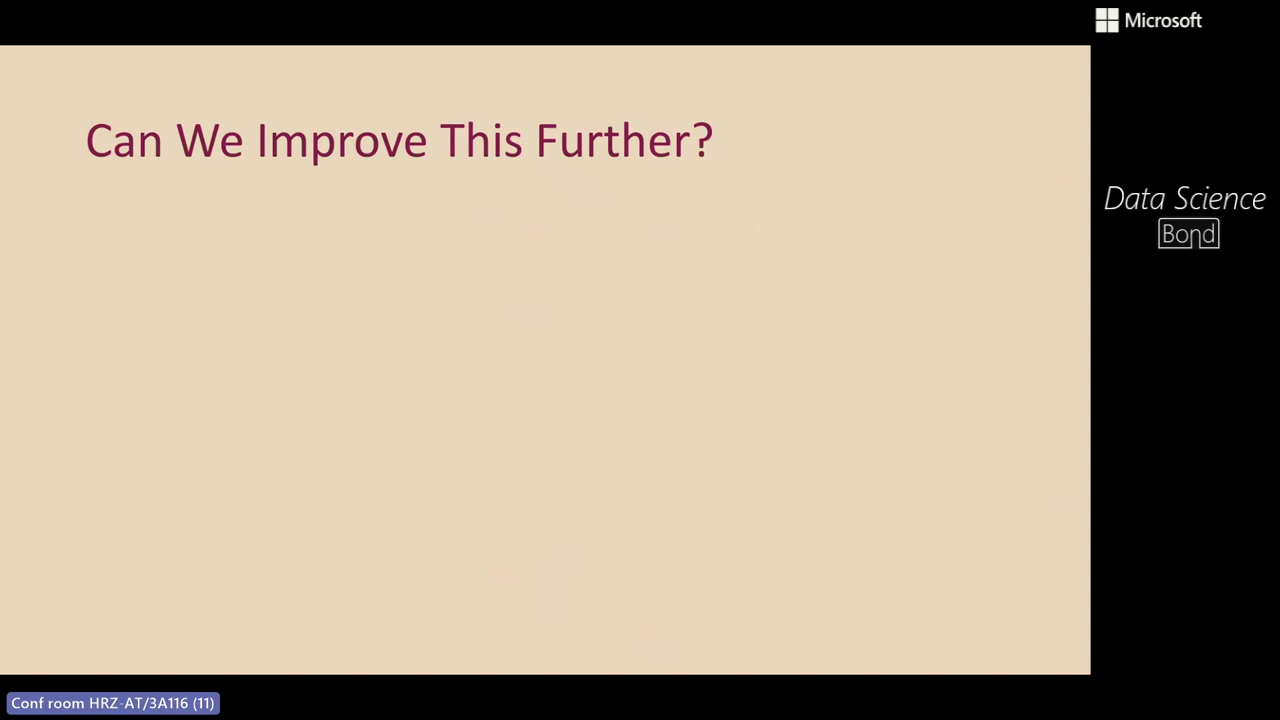 Microsoft
Can We Improve This Further?
Data Science
Bond
Conf room HRZ-AT/3A116 (11)